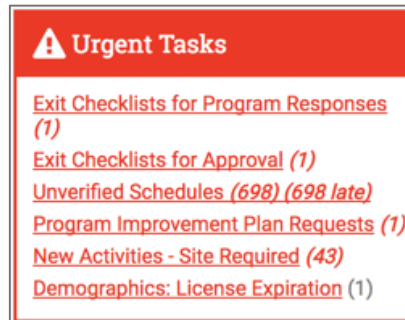 Urgent Tasks
Exit Checklists for Program Responses
(1)
Exit Checklists for Approval (1)
Unverified Schedules (698) (698 late)
Program Improvement Plan Requests (1)
New Activities - Site Required (43)
Demographics: License Expiration (1)